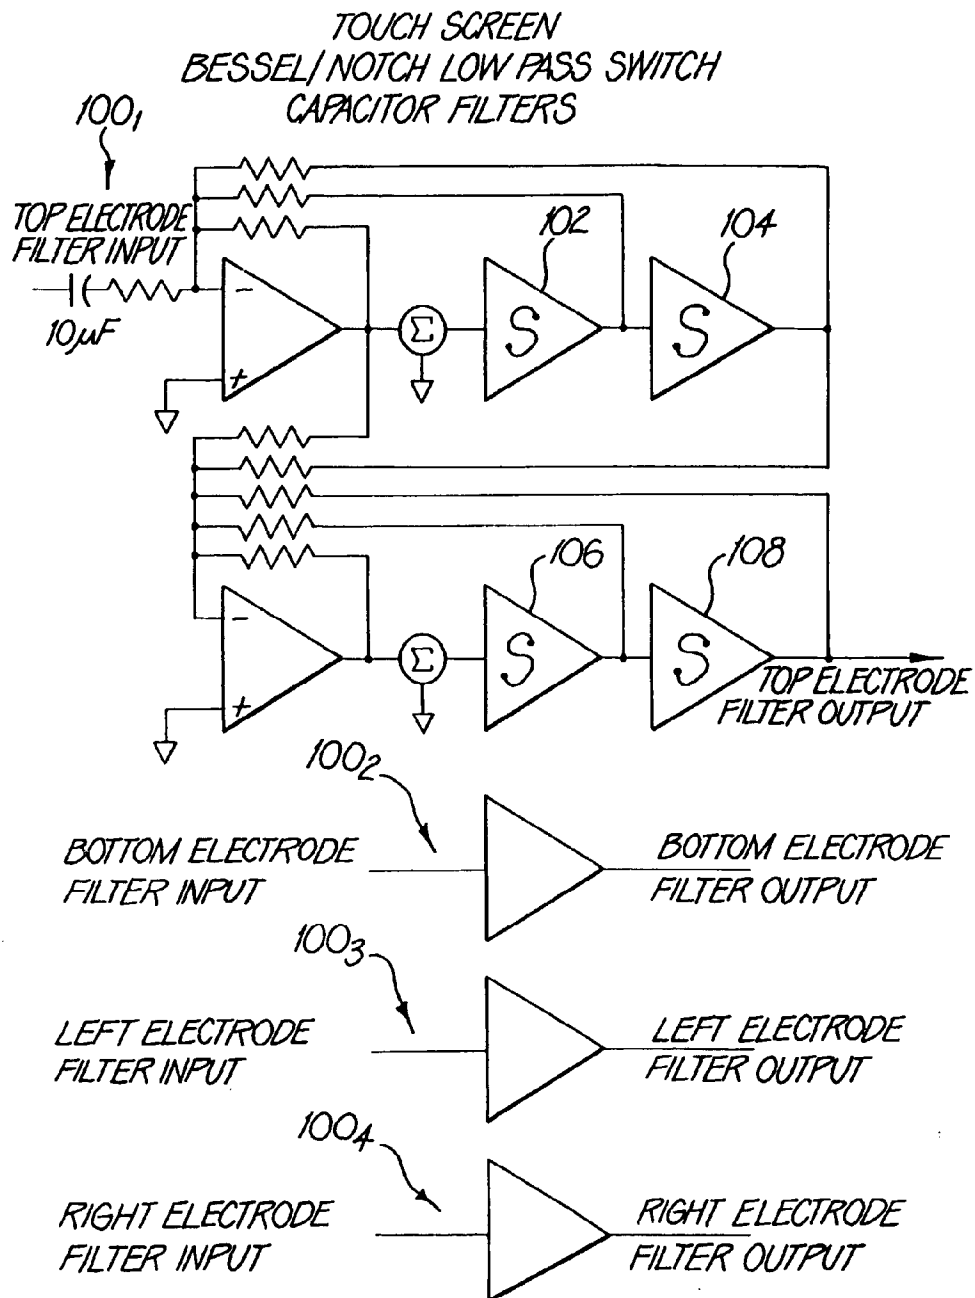 TOUCH SCREEN
BESSEL/NOTCH LOW PASS SWITCH
CAPACITOR FILTERS
100₁
TOP ELECTRODE
FILTER INPUT
10µF
−
+
Σ
102
S
104
S
−
+
Σ
106
S
108
S
TOP ELECTRODE
FILTER OUTPUT
100₂
BOTTOM ELECTRODE
FILTER INPUT
BOTTOM ELECTRODE
FILTER OUTPUT
100₃
LEFT ELECTRODE
FILTER INPUT
LEFT ELECTRODE
FILTER OUTPUT
100₄
RIGHT ELECTRODE
FILTER INPUT
RIGHT ELECTRODE
FILTER OUTPUT